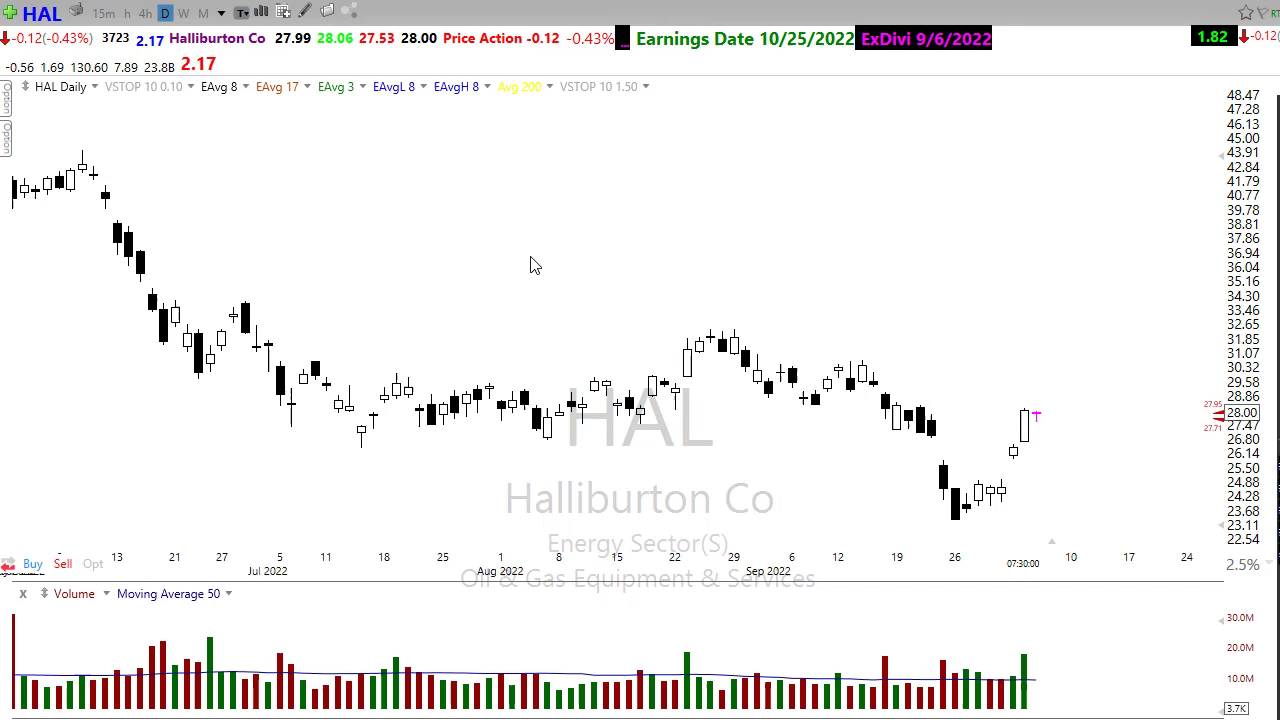 HAL 15m h 4h D W M T RT
-0.12(-0.43%) 3723 2.17 Halliburton Co 27.99 28.06 27.53 28.00 Price Action -0.12 -0.43% ... Earnings Date 10/25/2022 ExDivi 9/6/2022 1.82 -0.12(
-0.56 1.69 130.60 7.89 23.8B 2.17
HAL Daily VSTOP 10 0.10 EAvg 8 EAvg 17 EAvg 3 EAvgL 8 EAvgH 8 Avg 200 VSTOP 10 1.50
Option
Option
48.47
47.28
46.13
45.00
43.91
42.84
41.79
40.77
39.78
38.81
37.86
36.94
36.04
35.16
34.30
33.46
32.65
31.85
31.07
30.32
29.58
28.86
27.95
28.00
27.71
27.47
26.80
26.14
25.50
24.88
24.28
23.68
23.11
22.54
HAL
Halliburton Co
Energy Sector(S)
Oil & Gas Equipment & Services
13 21 27 5 11 18 25 1 8 15 22 29 6 12 19 26 07:30:00 10 17 24
Buy Sell Opt
Jul 2022 Aug 2022 Sep 2022
2.5%
x Volume Moving Average 50
30.0M
20.0M
10.0M
3.7K